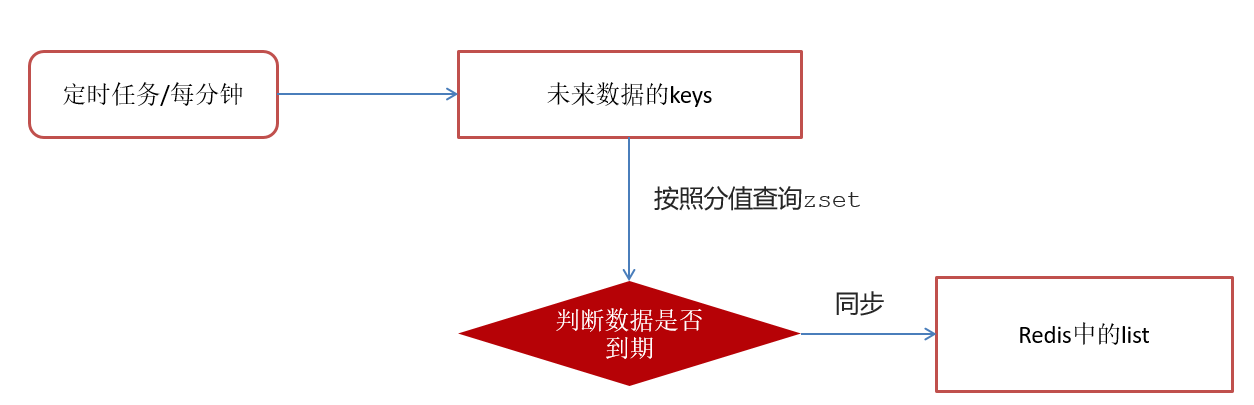 定时任务/每分钟
未来数据的keys
按照分值查询zset
判断数据是否
到期
同步
Redis中的list